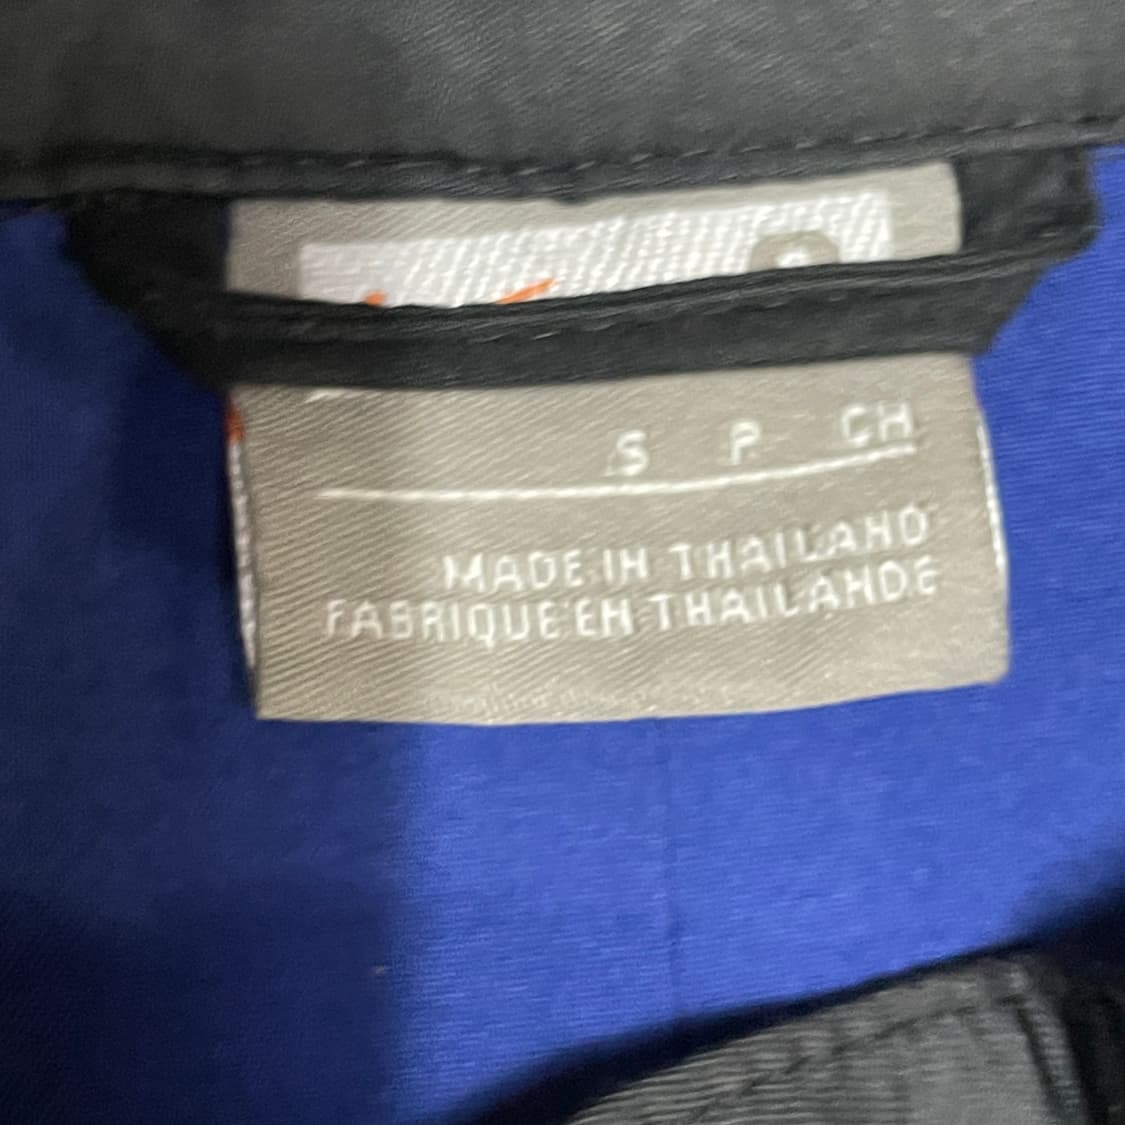 S P CH
MADE IN THAILAND
FABRIQUE EN THAILANDE